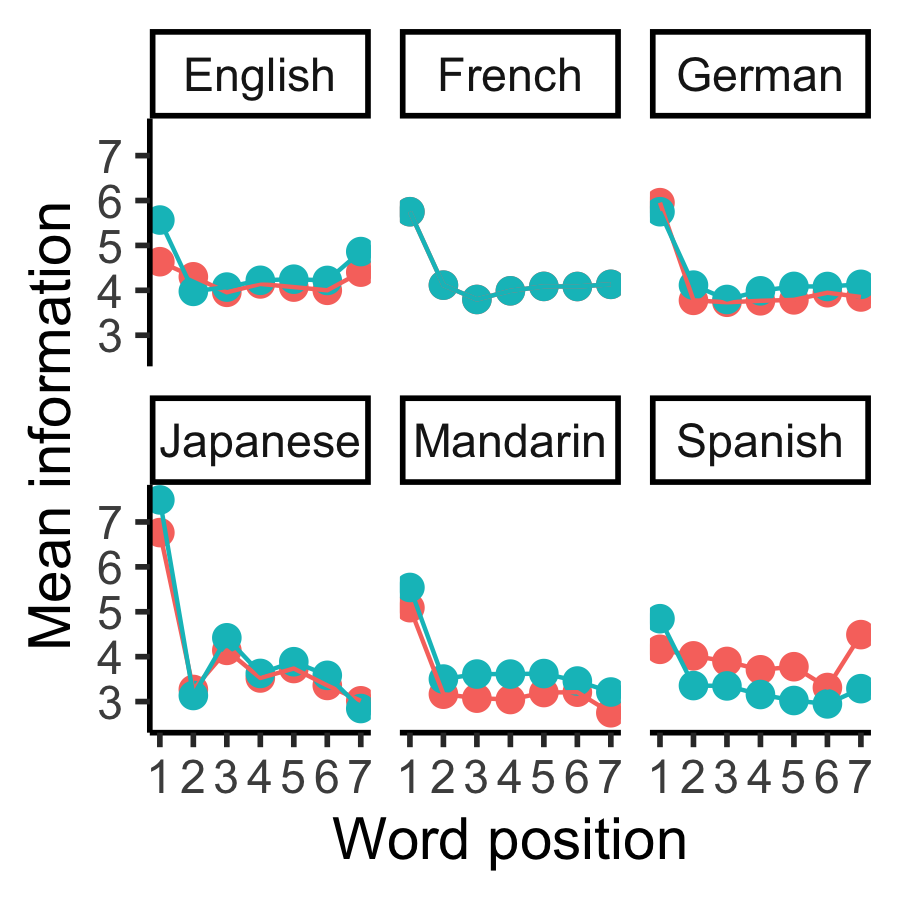 English French German
7
6
5
4
3
Mean information
Japanese Mandarin Spanish
7
6
5
4
3
1 2 3 4 5 6 7 1 2 3 4 5 6 7 1 2 3 4 5 6 7
Word position